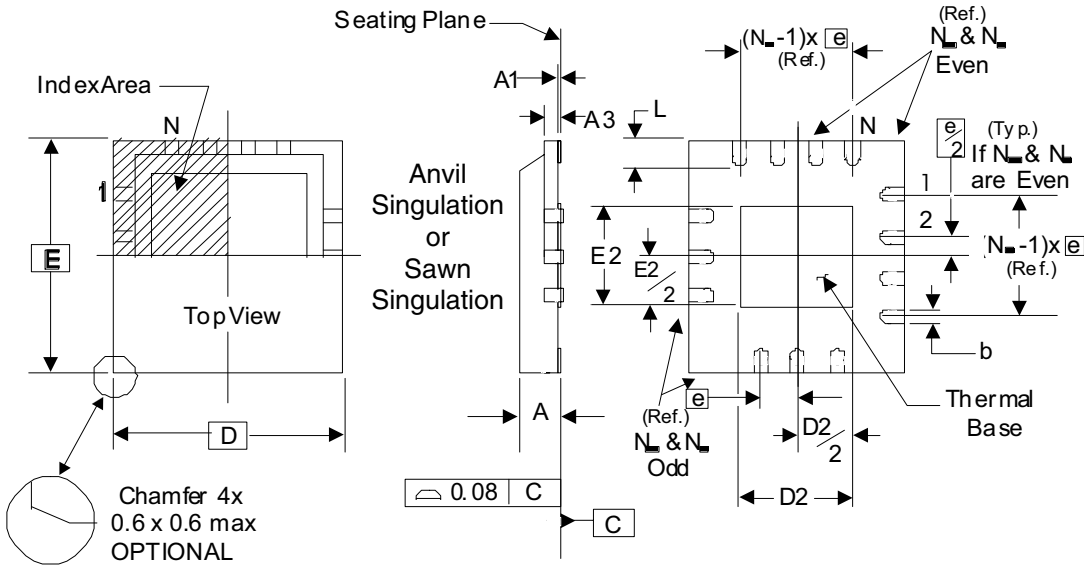 Seating Plane
(Ref.)
N & N
Even
(N -1)x e
(Ref.)
Index Area
A1
A3
L
N
N
e/2
(Typ.)
If N & N
are Even
1
1
2
Anvil
Singulation
or
Sawn
Singulation
E
E2
E2/2
(N -1)x e
(Ref.)
Top View
b
A
e
(Ref.)
N & N
Odd
D2/2
Thermal
Base
D
D2
0.08 C
C
Chamfer 4x
0.6 x 0.6 max
OPTIONAL